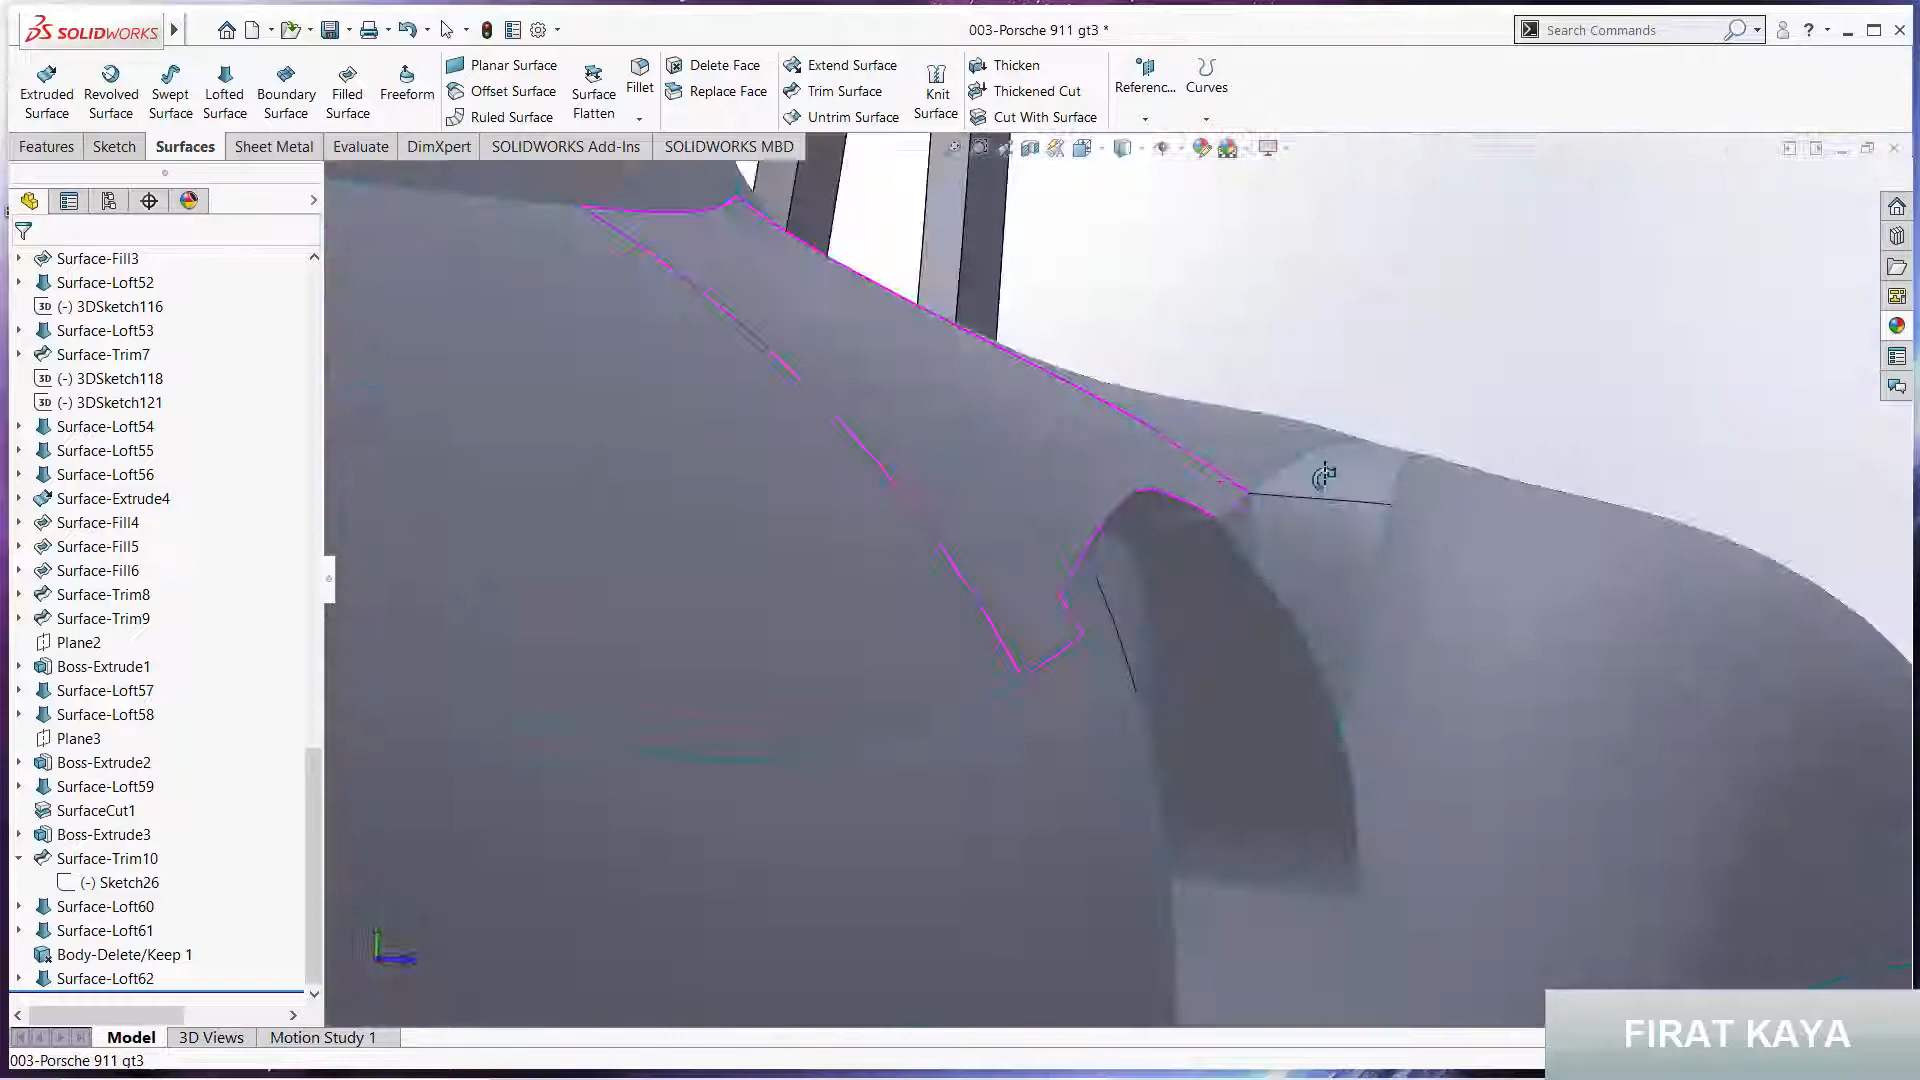 SOLIDWORKS
003-Porsche 911 gt3 *
Search Commands
?
Extruded Surface
Revolved Surface
Swept Surface
Lofted Surface
Boundary Surface
Filled Surface
Freeform
Planar Surface
Offset Surface
Ruled Surface
Surface Flatten
Fillet
Delete Face
Replace Face
Extend Surface
Trim Surface
Untrim Surface
Knit Surface
Thicken
Thickened Cut
Cut With Surface
Referenc...
Curves
Features
Sketch
Surfaces
Sheet Metal
Evaluate
DimXpert
SOLIDWORKS Add-Ins
SOLIDWORKS MBD
Surface-Fill3
Surface-Loft52
3D (-) 3DSketch116
Surface-Loft53
Surface-Trim7
3D (-) 3DSketch118
3D (-) 3DSketch121
Surface-Loft54
Surface-Loft55
Surface-Loft56
Surface-Extrude4
Surface-Fill4
Surface-Fill5
Surface-Fill6
Surface-Trim8
Surface-Trim9
Plane2
Boss-Extrude1
Surface-Loft57
Surface-Loft58
Plane3
Boss-Extrude2
Surface-Loft59
SurfaceCut1
Boss-Extrude3
Surface-Trim10
(-) Sketch26
Surface-Loft60
Surface-Loft61
Body-Delete/Keep 1
Surface-Loft62
Model
3D Views
Motion Study 1
003-Porsche 911 gt3
FIRAT KAYA